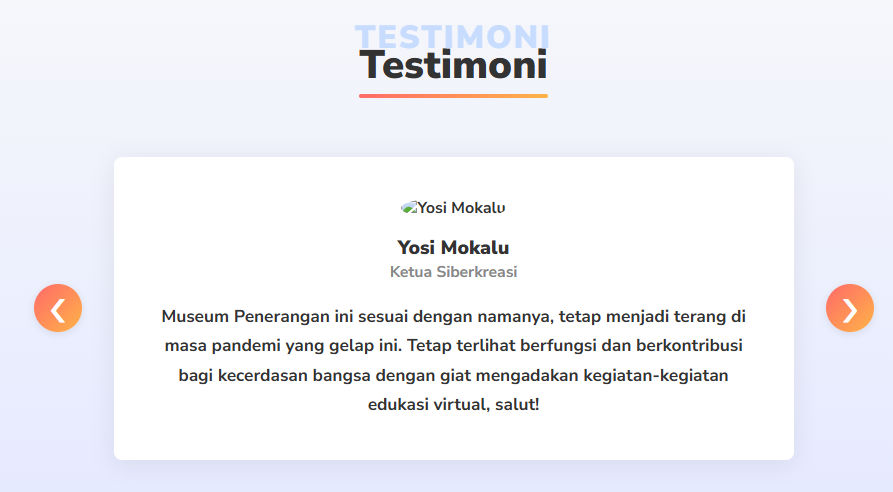 TESTIMONI
Testimoni
Yosi Mokalu
Yosi Mokalu
Ketua Siberkreasi
Museum Penerangan ini sesuai dengan namanya, tetap menjadi terang di
masa pandemi yang gelap ini. Tetap terlihat berfungsi dan berkontribusi
bagi kecerdasan bangsa dengan giat mengadakan kegiatan-kegiatan
edukasi virtual, salut!